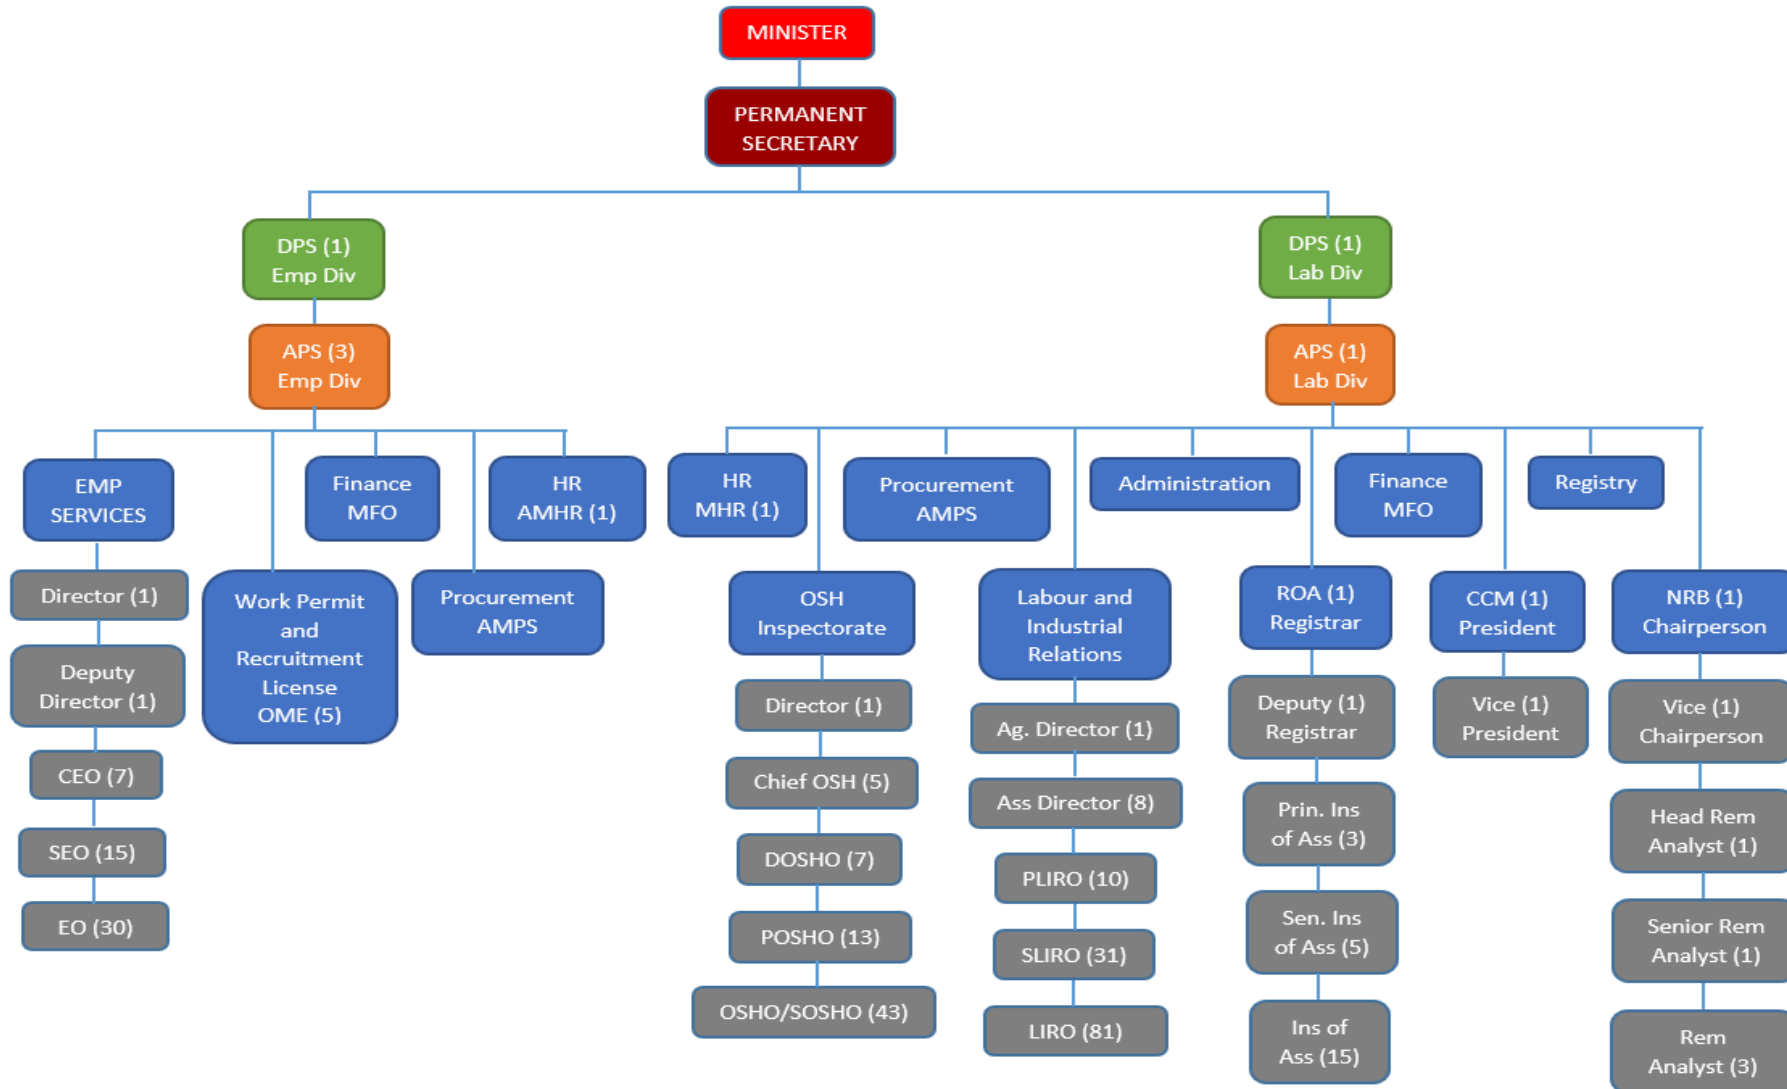 MINISTER
PERMANENT
SECRETARY
DPS (1)
Emp Div
DPS (1)
Lab Div
APS (3)
Emp Div
APS (1)
Lab Div
EMP
SERVICES
Finance
MFO
HR
AMHR (1)
HR
MHR (1)
Procurement
AMPS
Administration
Finance
MFO
Registry
Director (1)
Deputy
Director (1)
CEO (7)
SEO (15)
EO (30)
Work Permit
and
Recruitment
License
OME (5)
Procurement
AMPS
OSH
Inspectorate
Director (1)
Chief OSH (5)
DOSHO (7)
POSHO (13)
OSHO/SOSHO (43)
Labour and
Industrial
Relations
Ag. Director (1)
Ass Director (8)
PLIRO (10)
SLIRO (31)
LIRO (81)
ROA (1)
Registrar
Deputy (1)
Registrar
Prin. Ins
of Ass (3)
Sen. Ins
of Ass (5)
Ins of
Ass (15)
CCM (1)
President
Vice (1)
President
NRB (1)
Chairperson
Vice (1)
Chairperson
Head Rem
Analyst (1)
Senior Rem
Analyst (1)
Rem
Analyst (3)